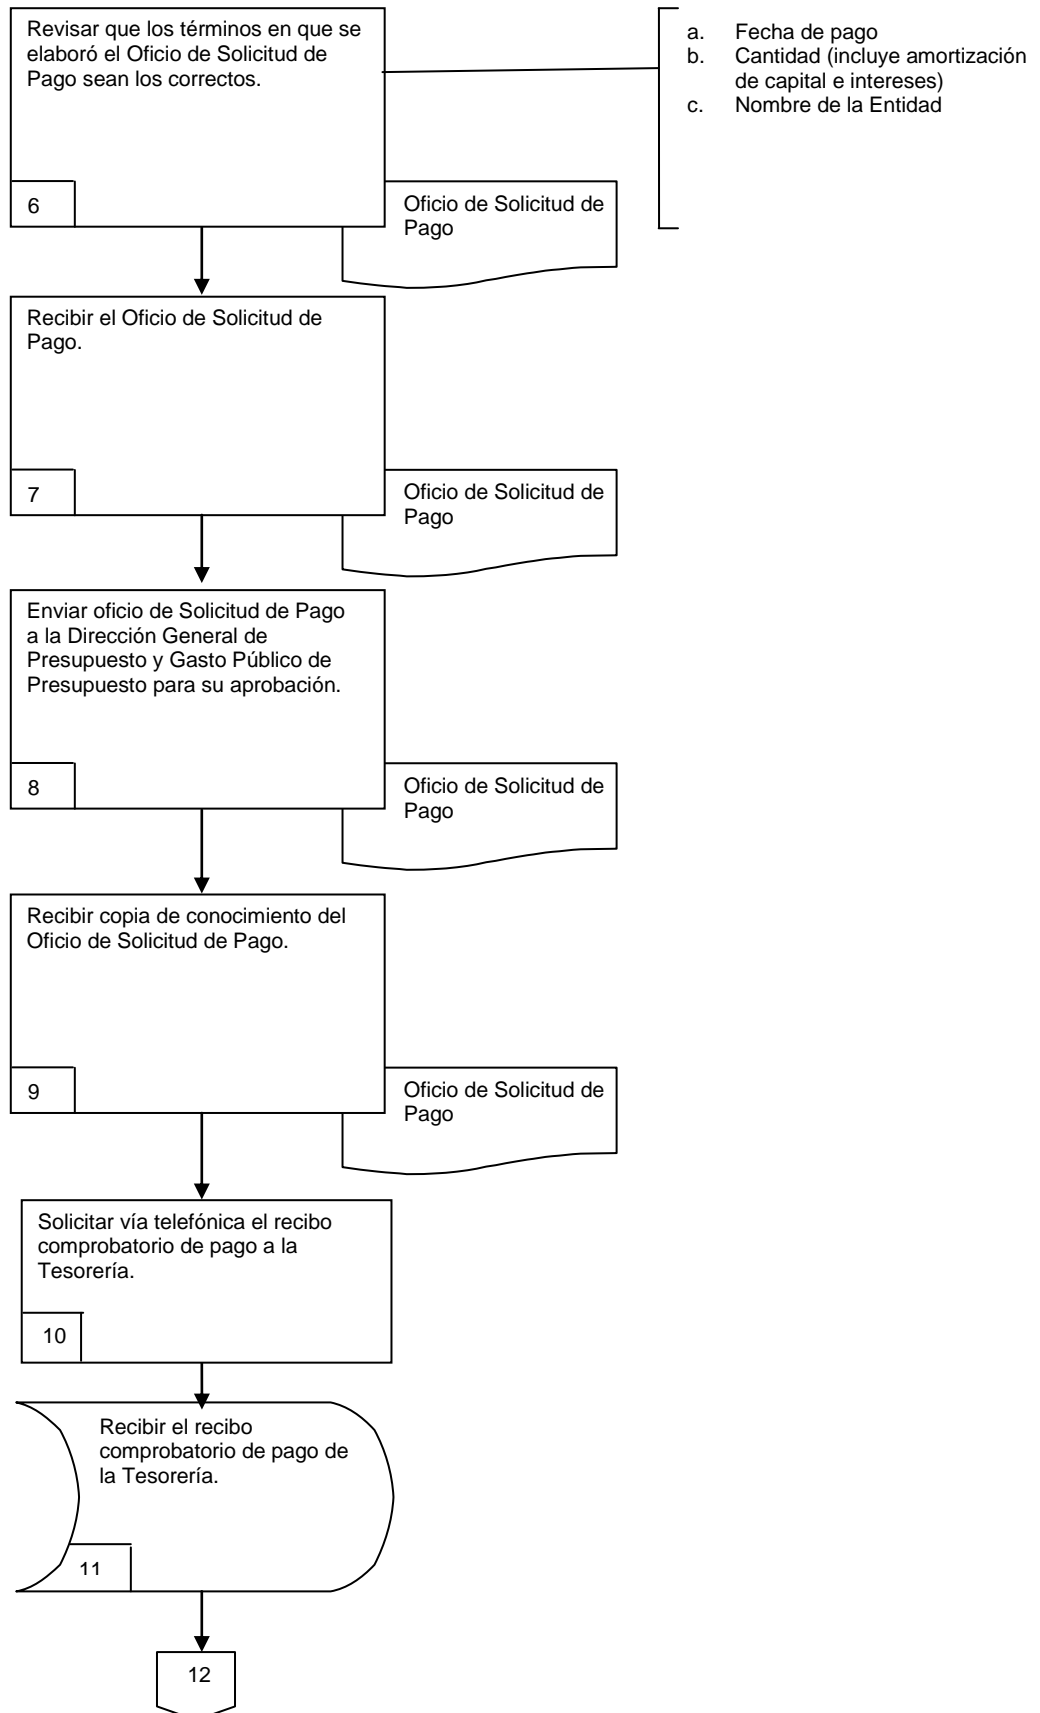 Revisar que los términos en que se
elaboró el Oficio de Solicitud de
Pago sean los correctos.
a. Fecha de pago
b. Cantidad (incluye amortización
de capital e intereses)
c. Nombre de la Entidad
6
Oficio de Solicitud de
Pago
Recibir el Oficio de Solicitud de
Pago.
7
Oficio de Solicitud de
Pago
Enviar oficio de Solicitud de Pago
a la Dirección General de
Presupuesto y Gasto Público de
Presupuesto para su aprobación.
8
Oficio de Solicitud de
Pago
Recibir copia de conocimiento del
Oficio de Solicitud de Pago.
9
Oficio de Solicitud de
Pago
Solicitar vía telefónica el recibo
comprobatorio de pago a la
Tesorería.
10
Recibir el recibo
comprobatorio de pago de
la Tesorería.
11
12